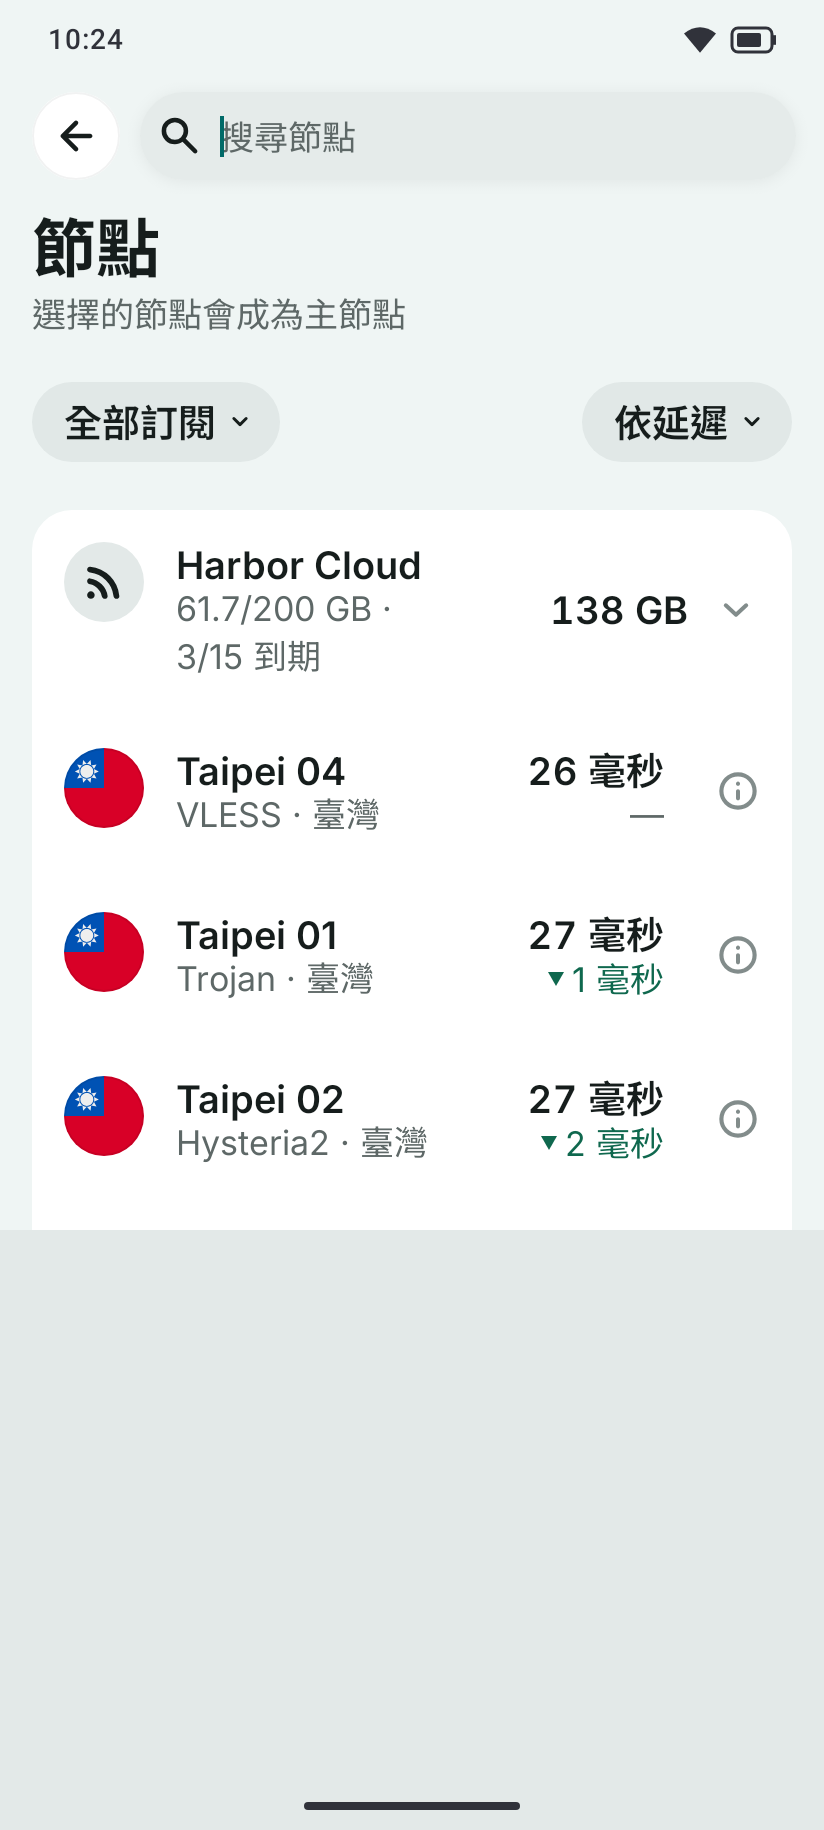 10:24
搜尋節點
節點
選擇的節點會成為主節點
全部訂閱
依延遲
Harbor Cloud
61.7/200 GB ·
3/15 到期
138 GB
Taipei 04
VLESS · 臺灣
26 毫秒
—
Taipei 01
Trojan · 臺灣
27 毫秒
▼1 毫秒
Taipei 02
Hysteria2 · 臺灣
27 毫秒
▼2 毫秒